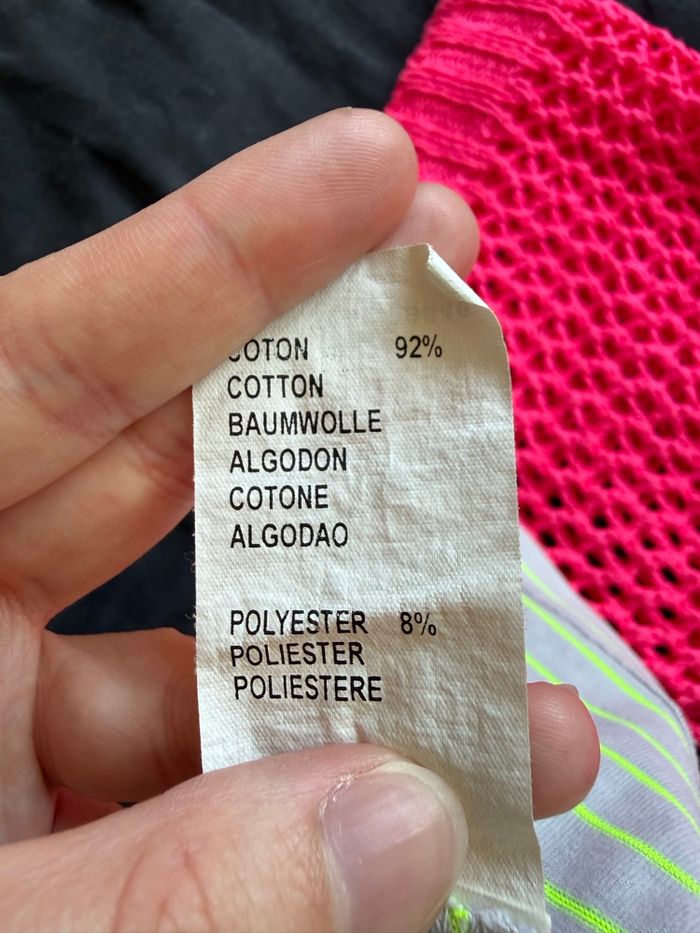 COTON 92%
COTTON
BAUMWOLLE
ALGODON
COTONE
ALGODAO
POLYESTER 8%
POLIESTER
POLIESTERE